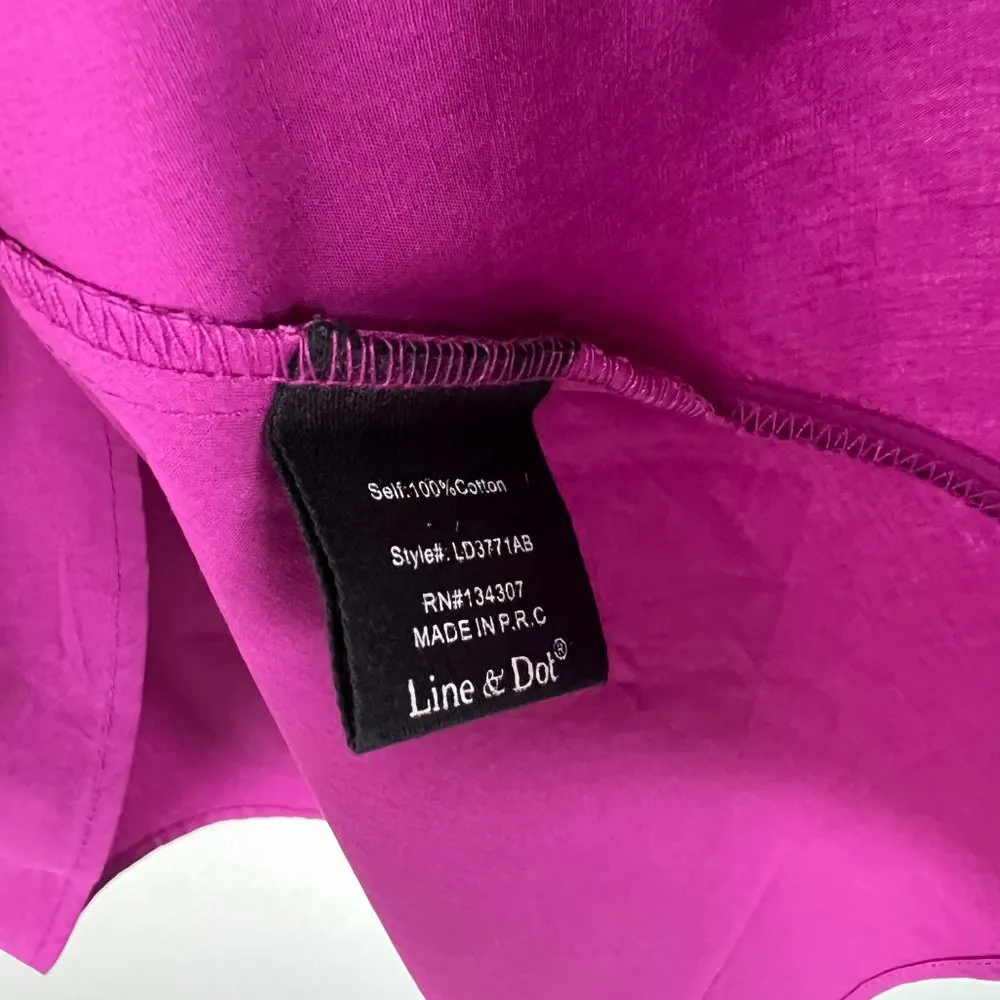 Self:100%Cotton
Style#: LD3771AB
RN#134307
MADE IN P.R.C
Line & Dot®